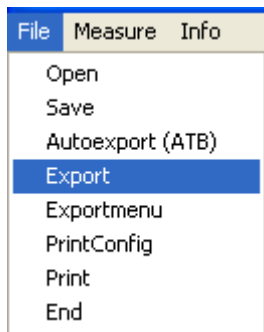 File Measure Info
Open
Save
Autoexport (ATB)
Export
Exportmenu
PrintConfig
Print
End